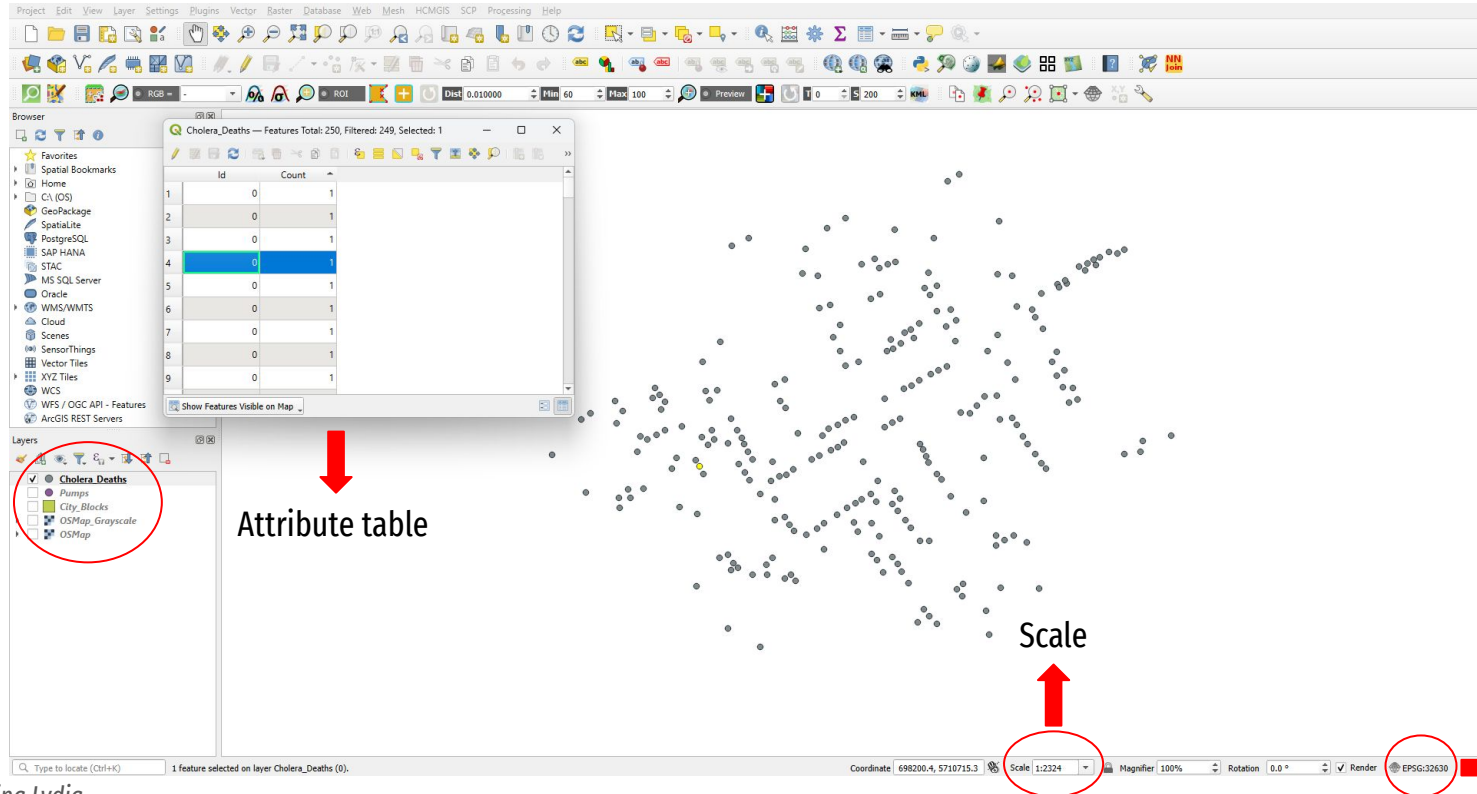 Project Edit View Layer Settings Plugins Vector Raster Database Web Mesh HCMGIS SCP Processing Help
RGB = - ROI Dist 0.010000 Min 60 Max 100 Preview T 0 S 200 KML
NN Join
Browser
Favorites
Spatial Bookmarks
Home
C:\ (OS)
GeoPackage
SpatiaLite
PostgreSQL
SAP HANA
STAC
MS SQL Server
Oracle
WMS/WMTS
Cloud
Scenes
SensorThings
Vector Tiles
XYZ Tiles
WCS
WFS / OGC API - Features
ArcGIS REST Servers
Cholera_Deaths — Features Total: 250, Filtered: 249, Selected: 1
Id Count
1 0 1
2 0 1
3 0 1
4 0 1
5 0 1
6 0 1
7 0 1
8 0 1
9 0 1
Show Features Visible on Map
Layers
Cholera_Deaths
Pumps
City_Blocks
OSMap_Grayscale
OSMap
Attribute table
Scale
Type to locate (Ctrl+K) 1 feature selected on layer Cholera_Deaths (0). Coordinate 698200.4, 5710715.3 Scale 1:2324 Magnifier 100% Rotation 0.0 ° Render EPSG:32630
Lydia